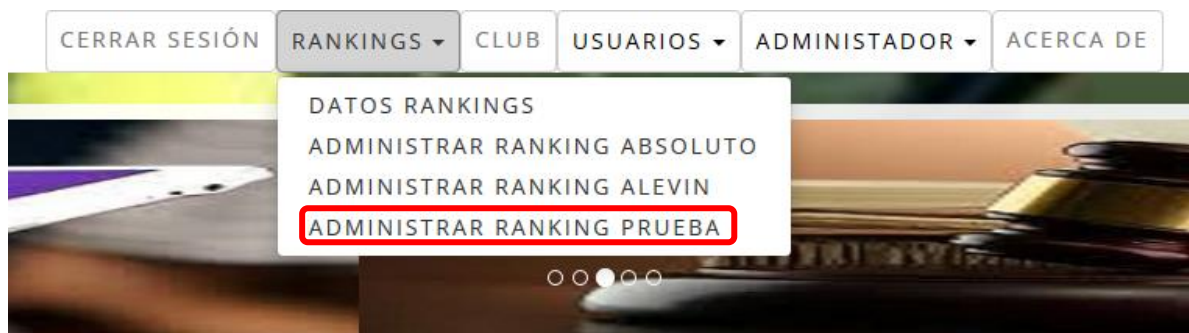 CERRAR SESIÓN RANKINGS CLUB USUARIOS ADMINISTADOR ACERCA DE
DATOS RANKINGS
ADMINISTRAR RANKING ABSOLUTO
ADMINISTRAR RANKING ALEVIN
ADMINISTRAR RANKING PRUEBA